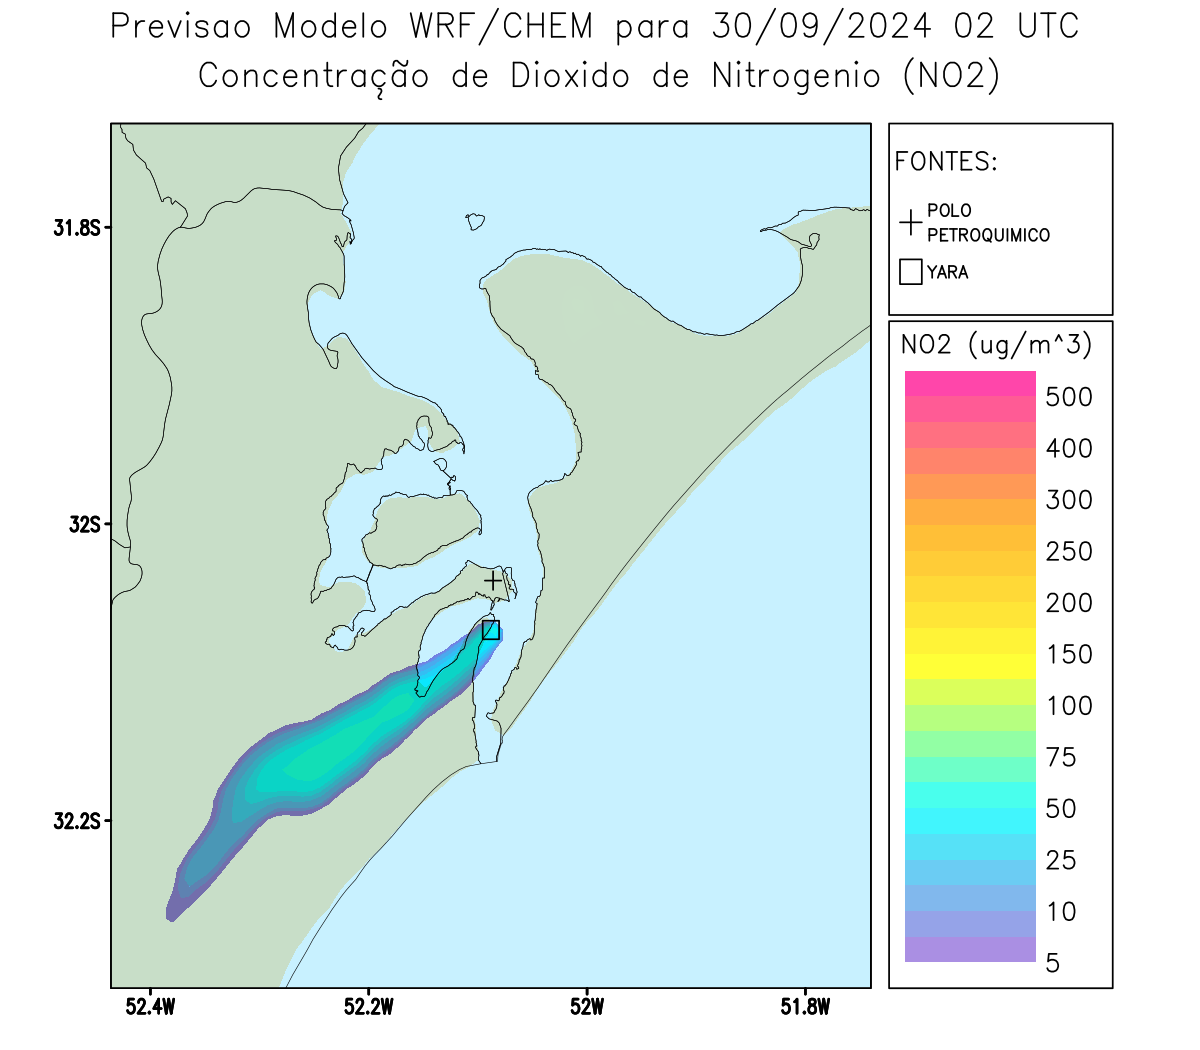 Previsao Modelo WRF/CHEM para 30/09/2024 02 UTC
Concentração de Dioxido de Nitrogenio (NO2)
FONTES:
POLO
PETROQUIMICO
YARA
NO2 (ug/m^3)
500
400
300
250
200
150
100
75
50
25
10
5
31.8S
32S
32.2S
52.4W
52.2W
52W
51.8W